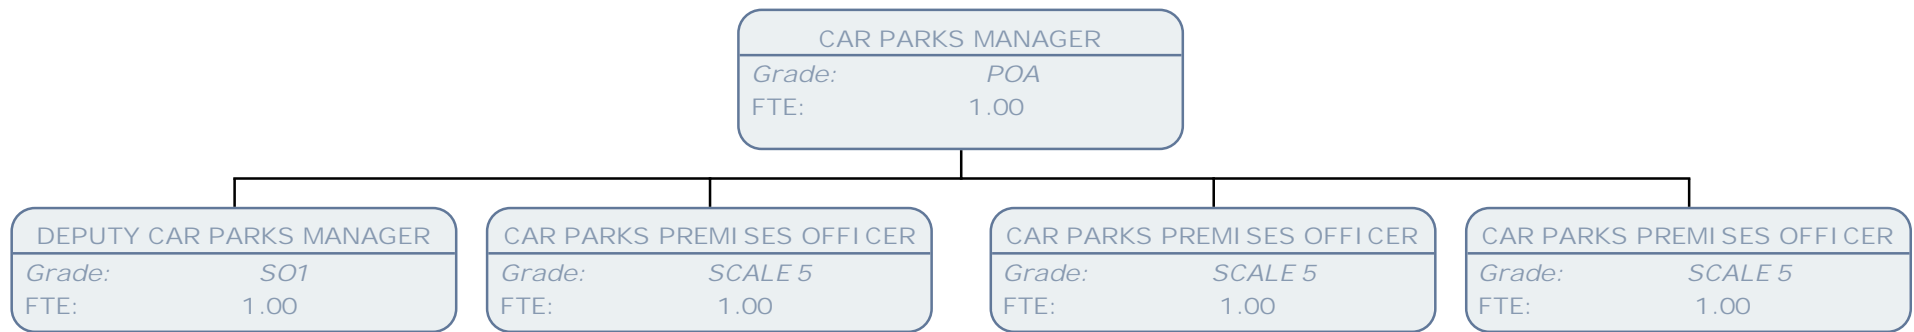 CAR PARKS MANAGER
Grade: POA
FTE: 1.00
DEPUTY CAR PARKS MANAGER
Grade: SO1
FTE: 1.00
CAR PARKS PREMISES OFFICER
Grade: SCALE 5
FTE: 1.00
CAR PARKS PREMISES OFFICER
Grade: SCALE 5
FTE: 1.00
CAR PARKS PREMISES OFFICER
Grade: SCALE 5
FTE: 1.00